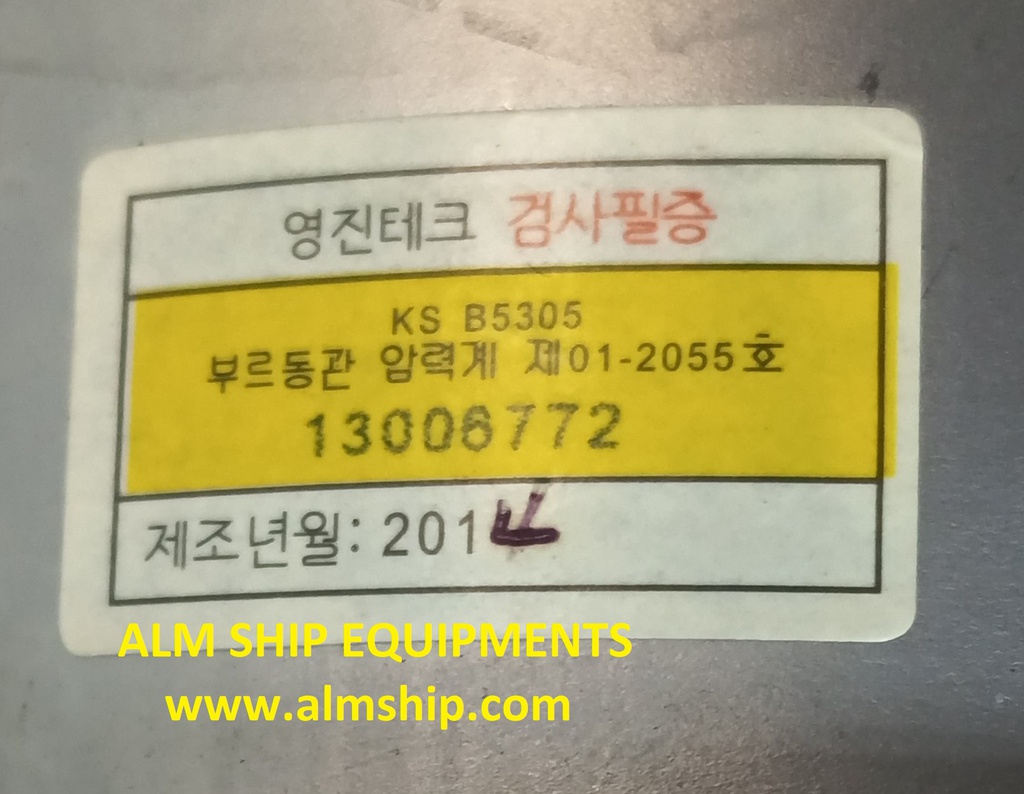 영진테크 검사필증
KS B5305
부르동관 암력계 제01-2055호
13006772
제조년월: 201
ALM SHIP EQUIPMENTS
www.almship.com